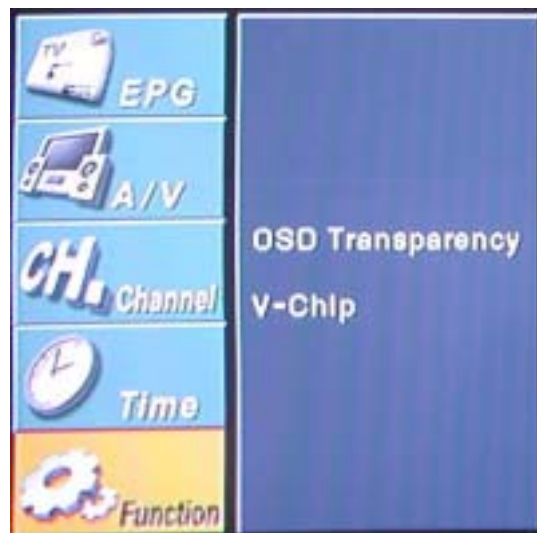 TV
EPG
A/V
CH. Channel
Time
Function
OSD Transparency
V-Chip